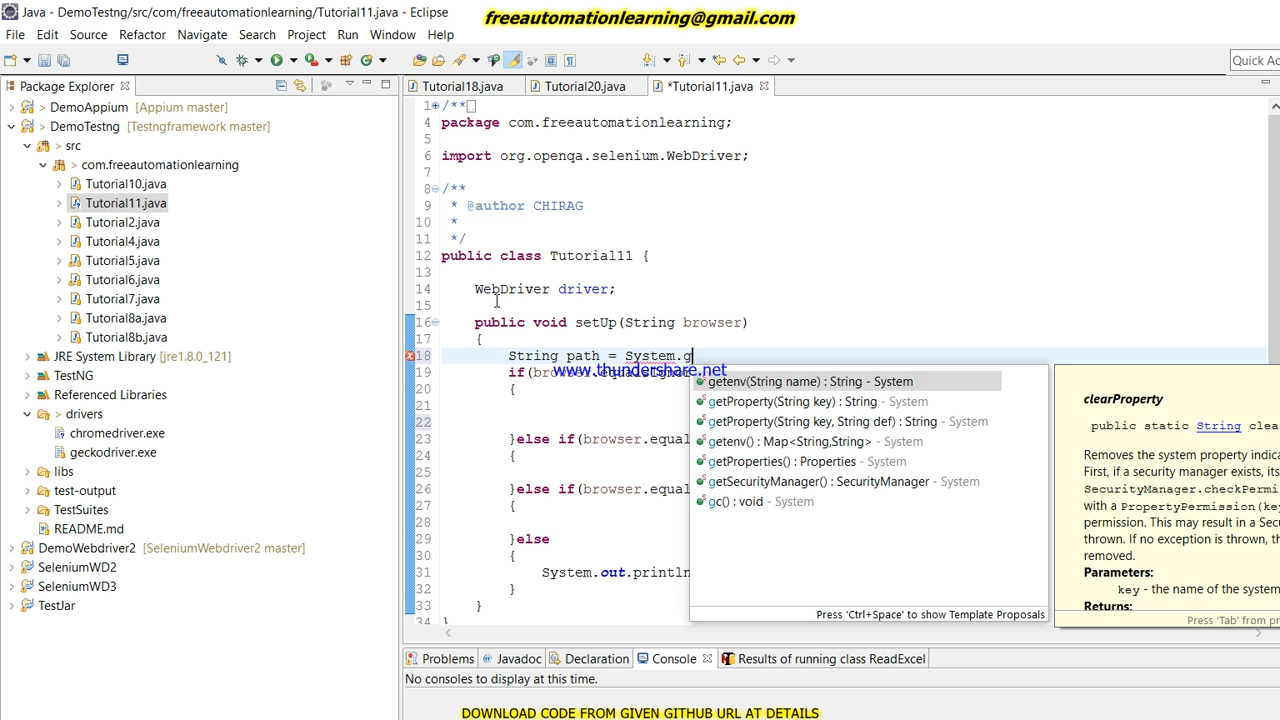 Java - DemoTestng/src/com/freeautomationlearning/Tutorial11.java - Eclipse
freeautomationlearning@gmail.com
File Edit Source Refactor Navigate Search Project Run Window Help
Quick Ac
Package Explorer
Tutorial18.java
Tutorial20.java
*Tutorial11.java
DemoAppium [Appium master]
> DemoTestng [Testngframework master]
> src
> com.freeautomationlearning
Tutorial10.java
Tutorial11.java
Tutorial2.java
Tutorial4.java
Tutorial5.java
Tutorial6.java
Tutorial7.java
Tutorial8a.java
Tutorial8b.java
JRE System Library [jre1.8.0_121]
TestNG
Referenced Libraries
> drivers
chromedriver.exe
geckodriver.exe
libs
test-output
TestSuites
README.md
DemoWebdriver2 [SeleniumWebdriver2 master]
SeleniumWD2
SeleniumWD3
TestJar
1 /**
4 package com.freeautomationlearning;
5
6 import org.openqa.selenium.WebDriver;
7
8 /**
9 * @author CHIRAG
10 *
11 */
12 public class Tutorial11 {
13
14 WebDriver driver;
15
16 public void setUp(String browser)
17 {
18 String path = System.g
19 if(browser.equalsIgnor
www.thundershare.net
20 {
21
22
23 }else if(browser.equal
24 {
25
26 }else if(browser.equal
27 {
28
29 }else
30 {
31 System.out.println
32 }
33 }
34 }
getenv(String name) : String - System
getProperty(String key) : String - System
getProperty(String key, String def) : String - System
getenv() : Map<String,String> - System
getProperties() : Properties - System
getSecurityManager() : SecurityManager - System
gc() : void - System
Press 'Ctrl+Space' to show Template Proposals
clearProperty
public static String clea
Removes the system property indica
First, if a security manager exists, its
SecurityManager.checkPermi
with a PropertyPermission(key
permission. This may result in a Sec
thrown. If no exception is thrown, th
removed.
Parameters:
key - the name of the system
Returns:
Press 'Tab' from pr
Problems
Javadoc
Declaration
Console
Results of running class ReadExcel
No consoles to display at this time.
DOWNLOAD CODE FROM GIVEN GITHUB URL AT DETAILS